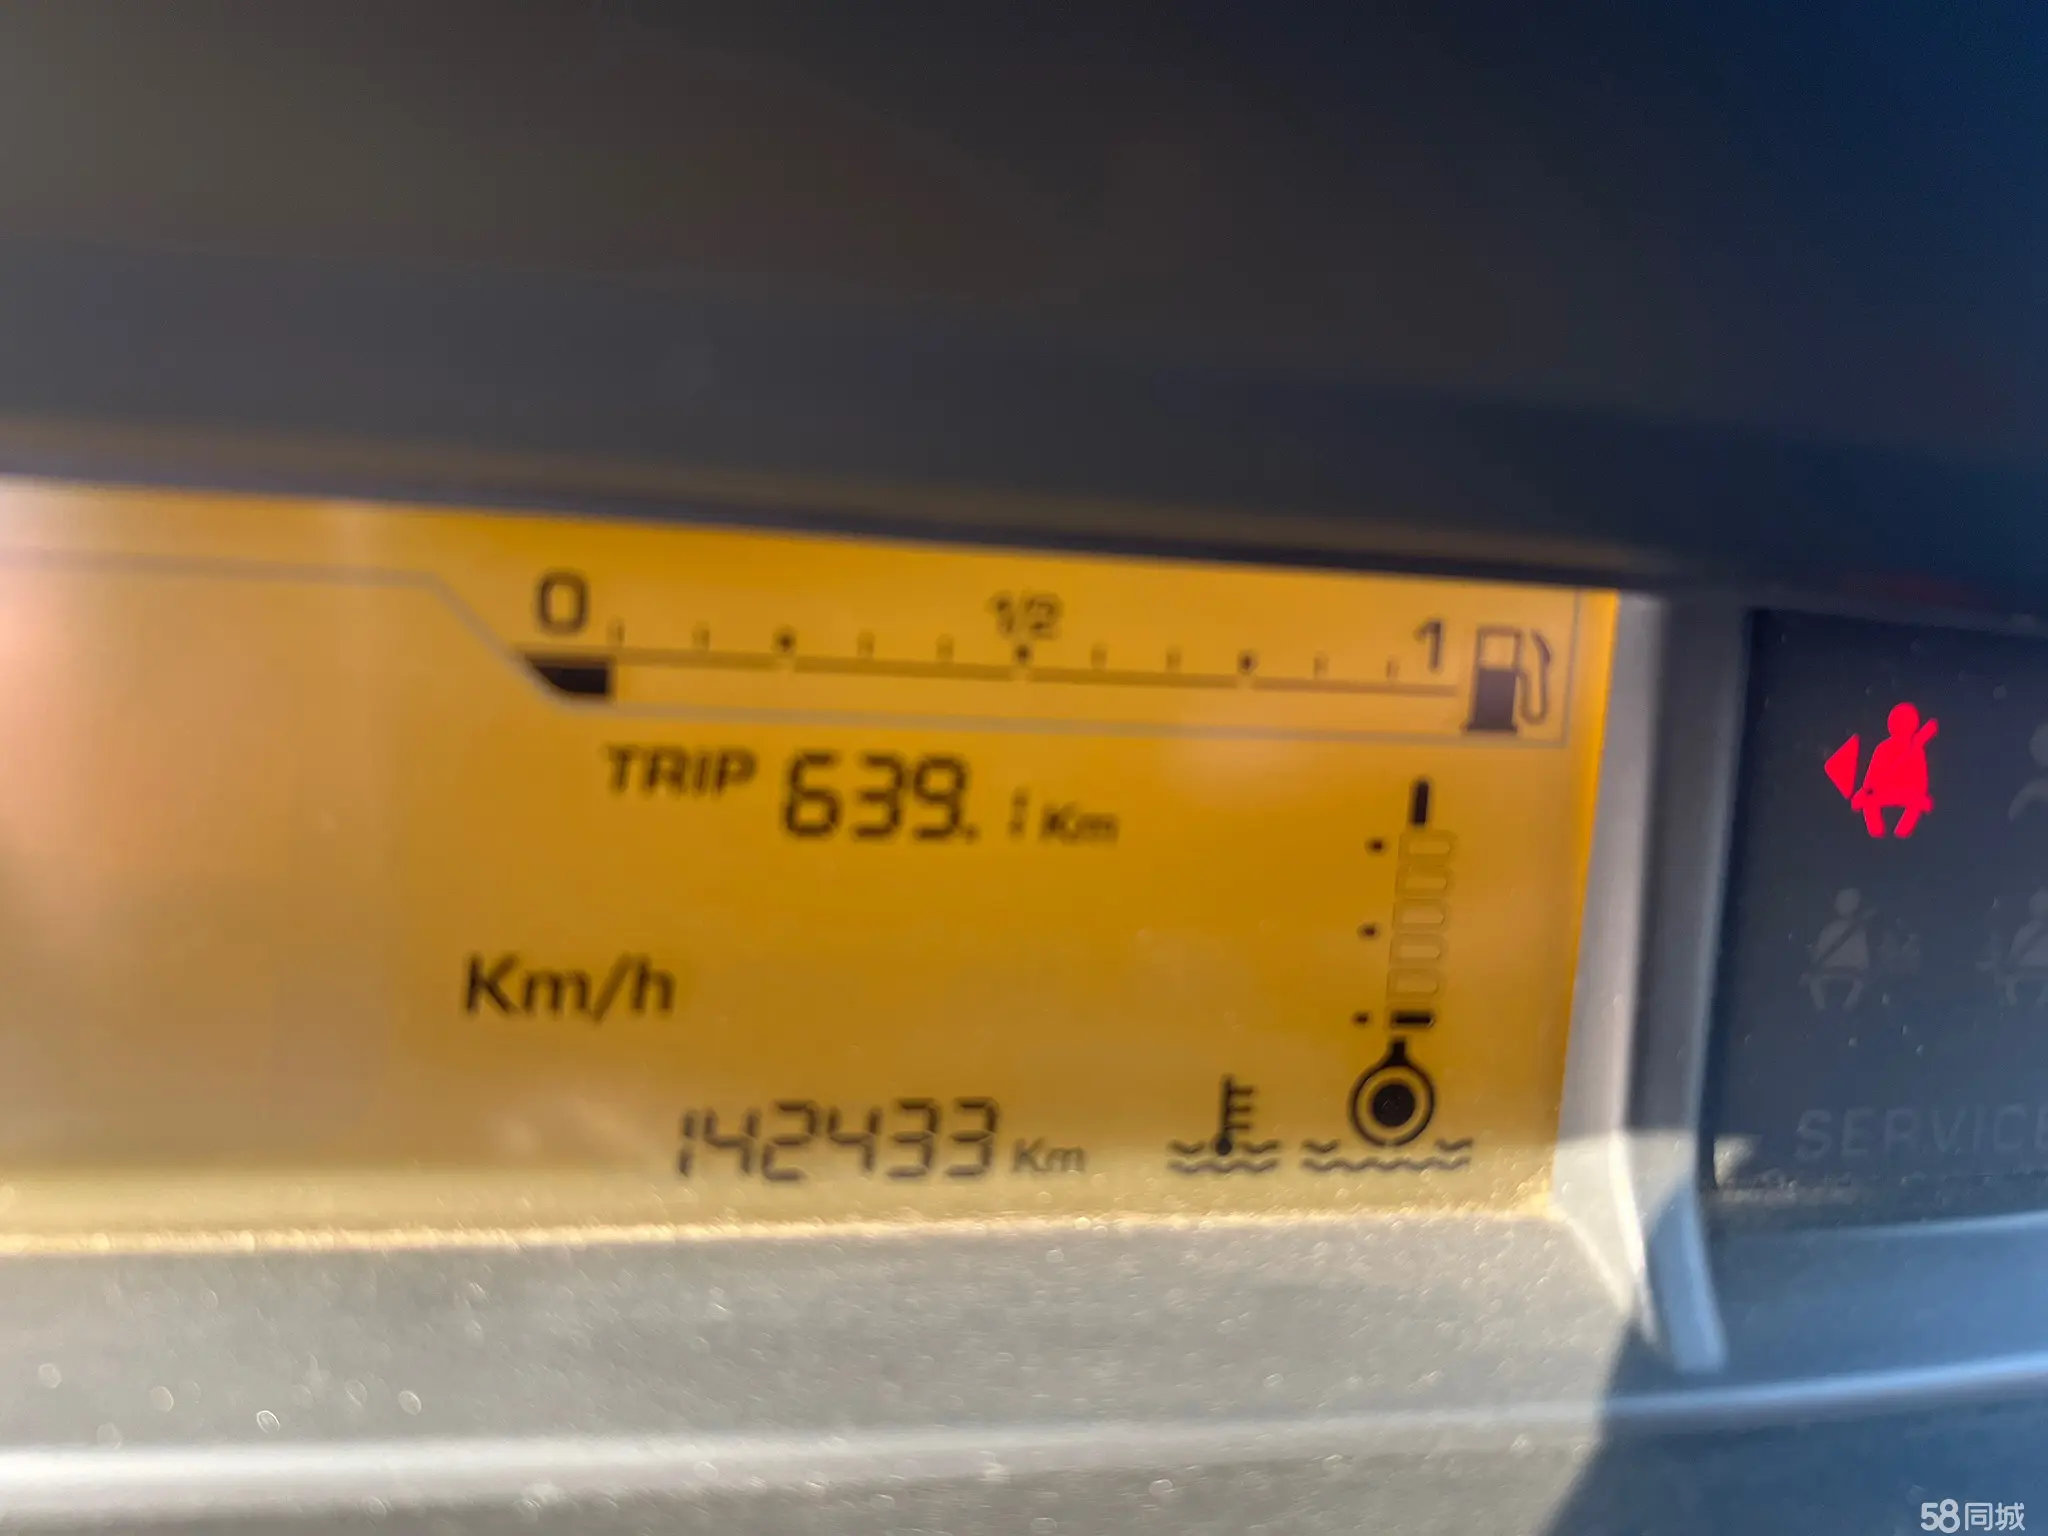 0 1/2 1
TRIP 639.1 Km
Km/h
142433 Km
SERVICE
58同城